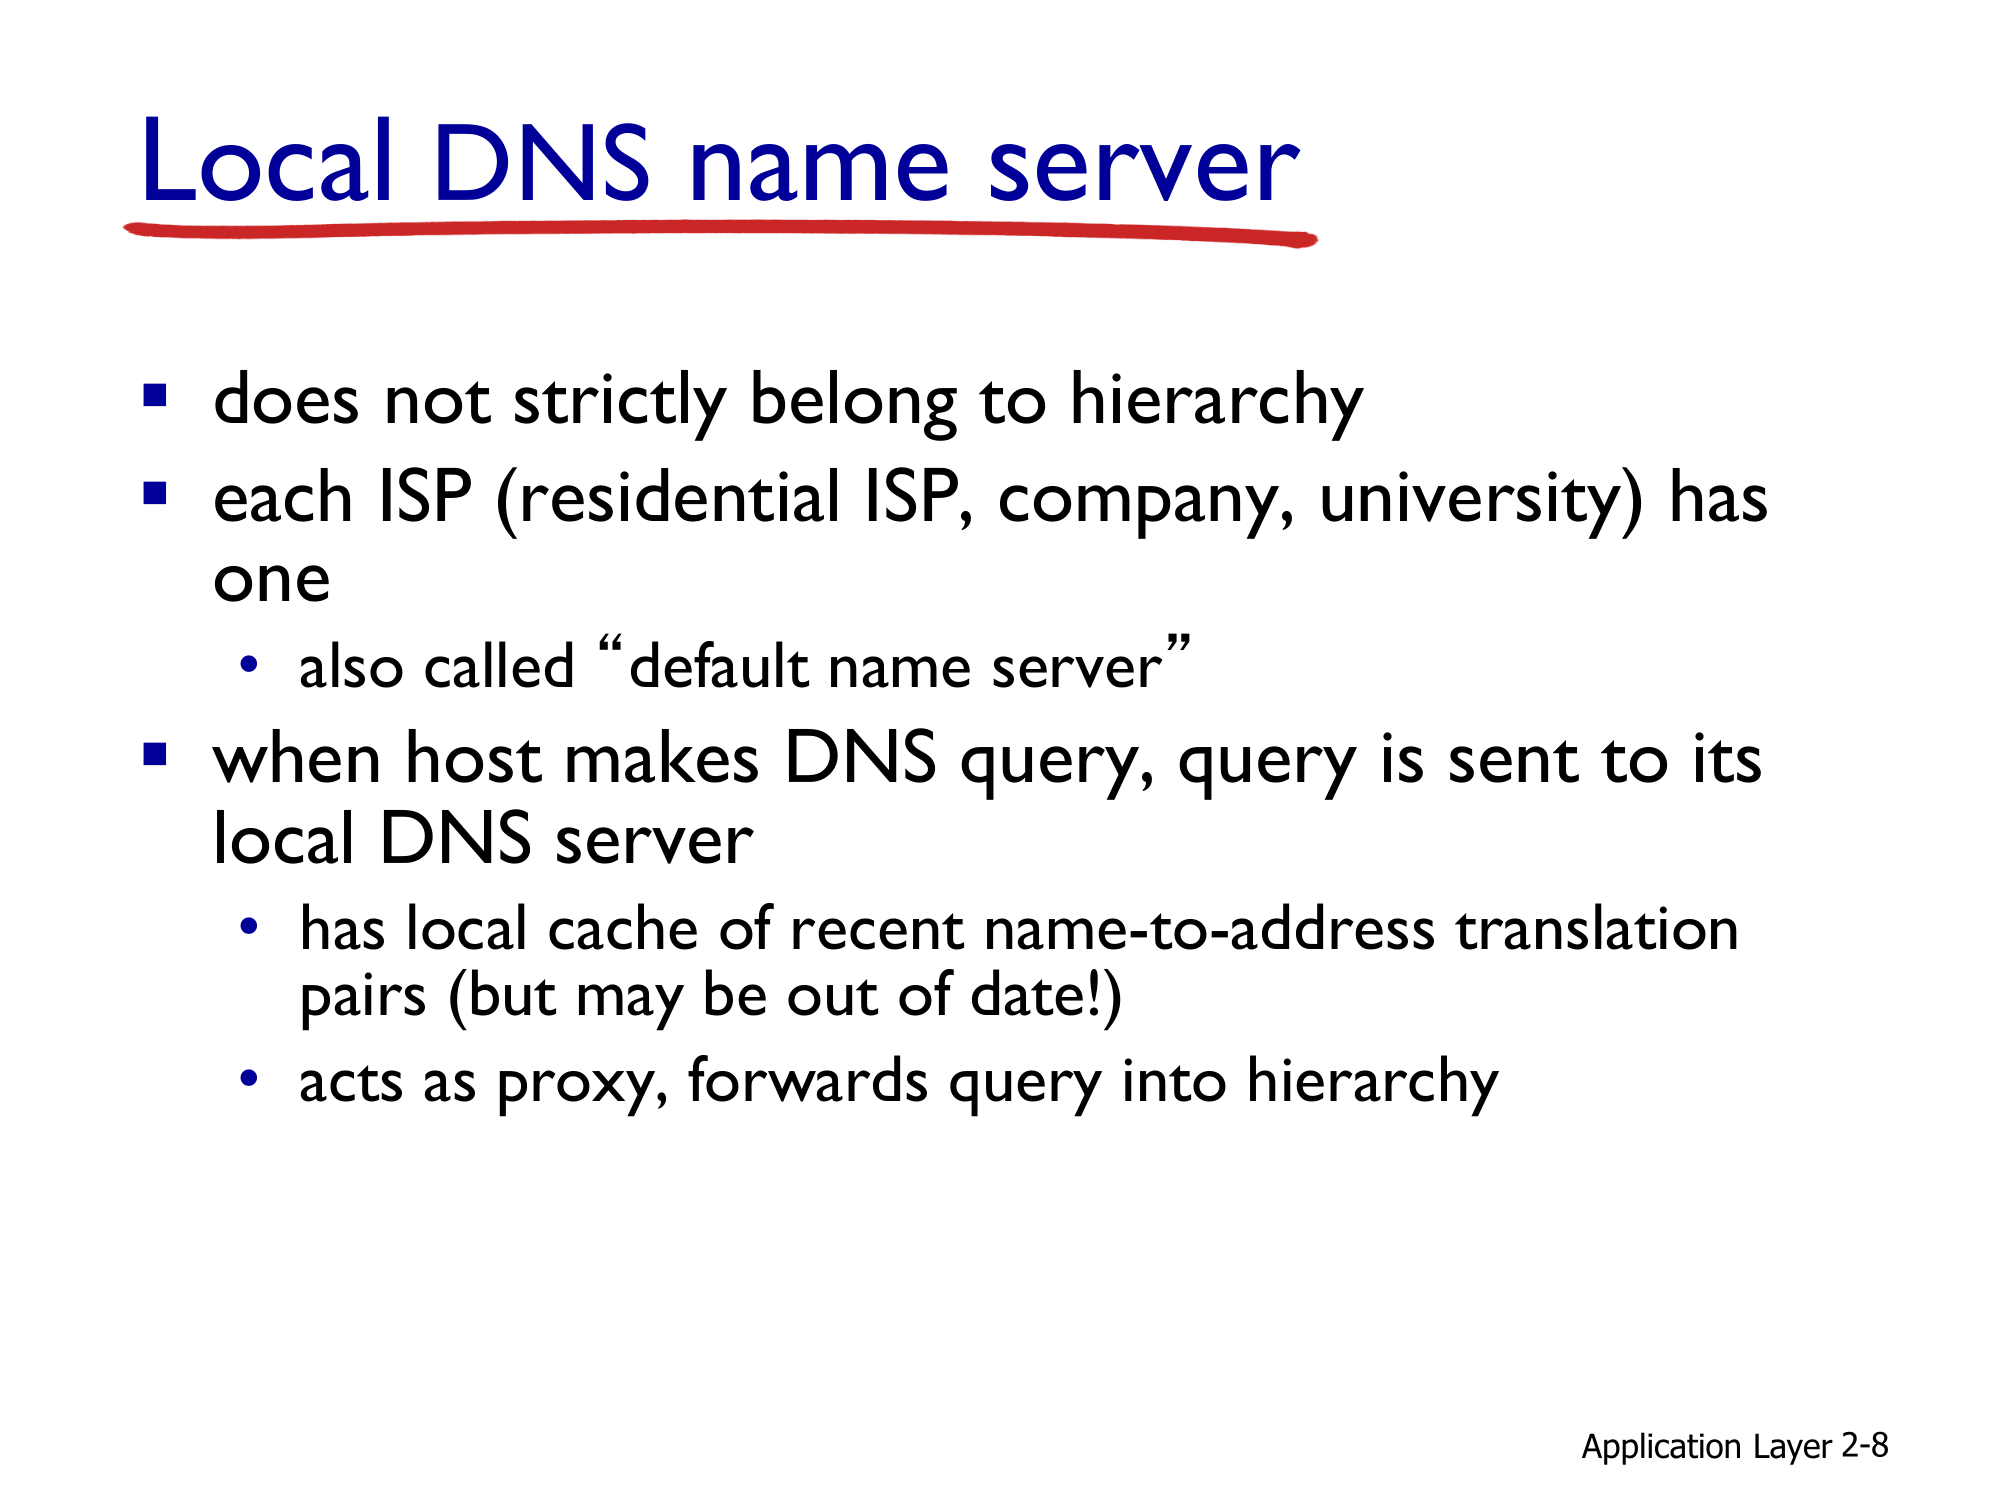 Local DNS name server
▪ does not strictly belong to hierarchy
▪ each ISP (residential ISP, company, university) has
one
• also called “default name server”
▪ when host makes DNS query, query is sent to its
local DNS server
• has local cache of recent name-to-address translation
pairs (but may be out of date!)
• acts as proxy, forwards query into hierarchy
Application Layer 2-8